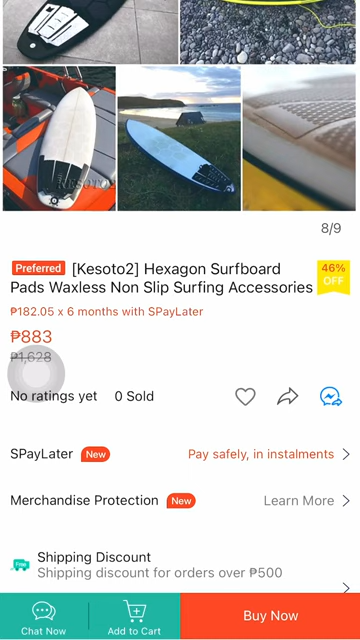 KESOTO
8/9
Preferred [Kesoto2] Hexagon Surfboard
Pads Waxless Non Slip Surfing Accessories
46%
OFF
₱182.05 x 6 months with SPayLater
₱883
₱1,628
No ratings yet 0 Sold
SPayLater New Pay safely, in instalments
Merchandise Protection New Learn More
Free
Shipping Discount
Shipping discount for orders over ₱500
Chat Now
Add to Cart
Buy Now